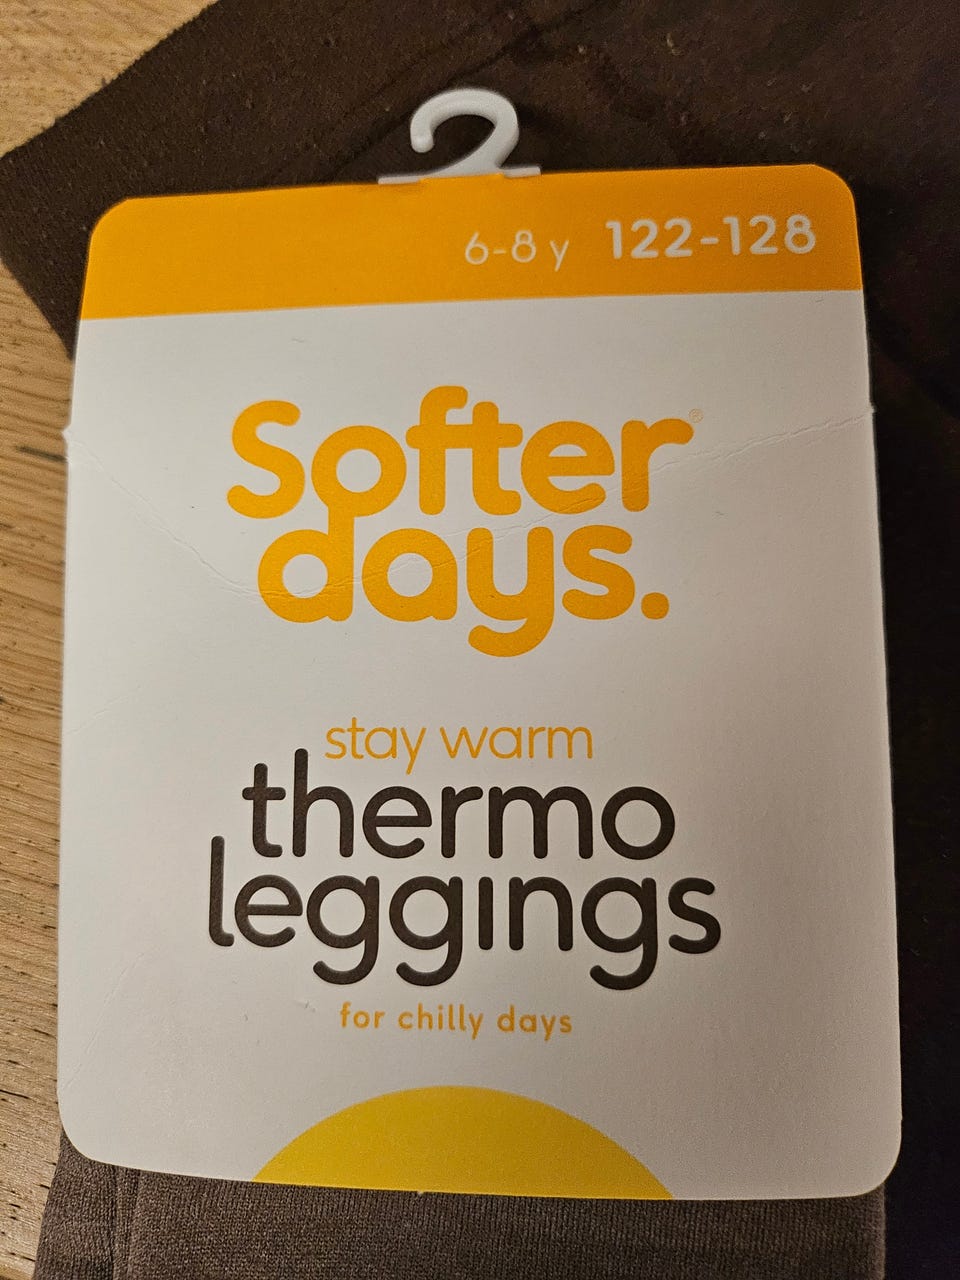 6-8 y 122-128
Softer®
days.
stay warm
thermo
leggings
for chilly days